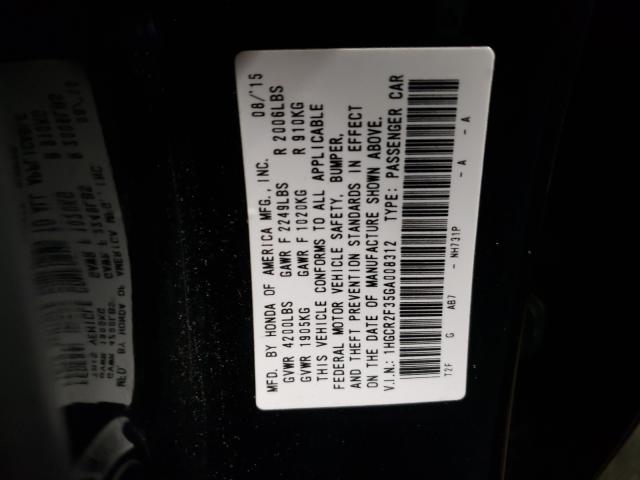 MFD. BY HONDA OF AMERICA MFG., INC. 08/'15
GVWR 4200LBS GAWR F 2249LBS R 2006LBS
GVWR 1905KG GAWR F 1020KG R 910KG
THIS VEHICLE CONFORMS TO ALL APPLICABLE
FEDERAL MOTOR VEHICLE SAFETY, BUMPER,
AND THEFT PREVENTION STANDARDS IN EFFECT
ON THE DATE OF MANUFACTURE SHOWN ABOVE.
V.I.N.: 1HGCR2F35GA008312 TYPE: PASSENGER CAR
T2F G AB7 - NH731P - A - A